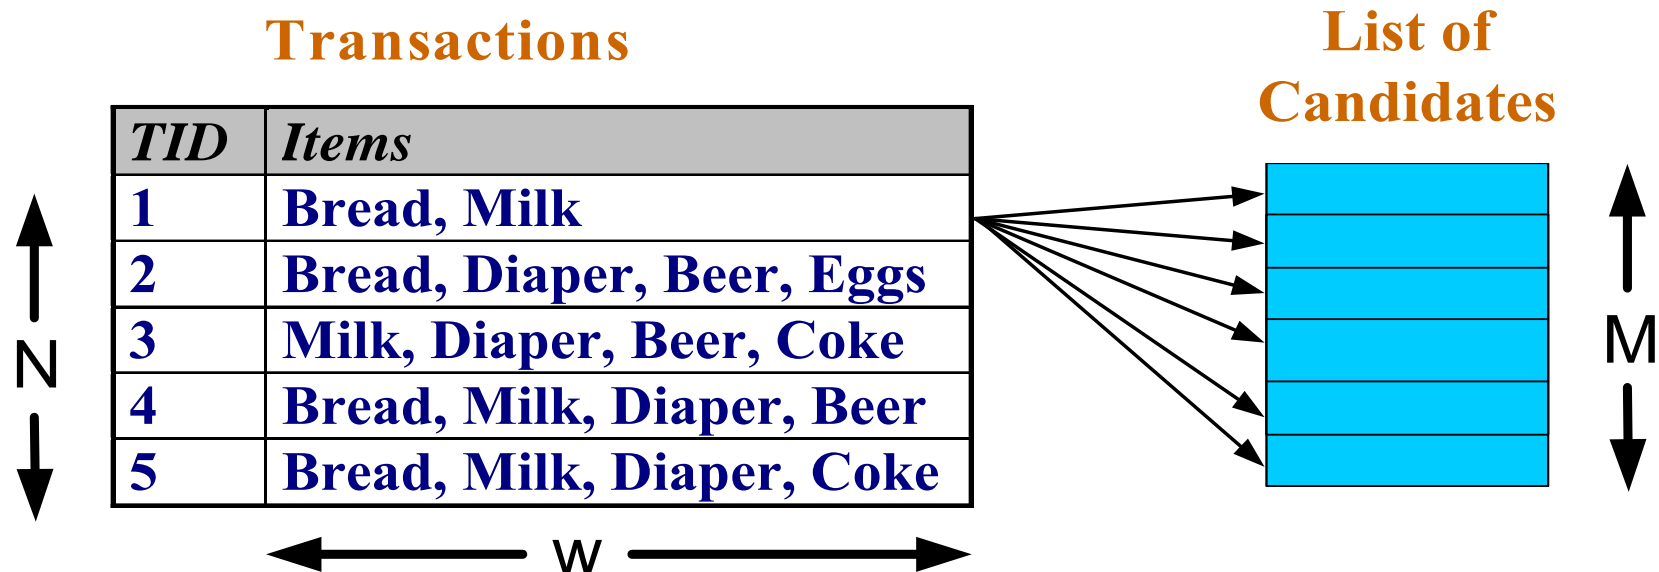 Transactions
List of
Candidates
TID Items
1 Bread, Milk
2 Bread, Diaper, Beer, Eggs
3 Milk, Diaper, Beer, Coke
4 Bread, Milk, Diaper, Beer
5 Bread, Milk, Diaper, Coke
N
M
w